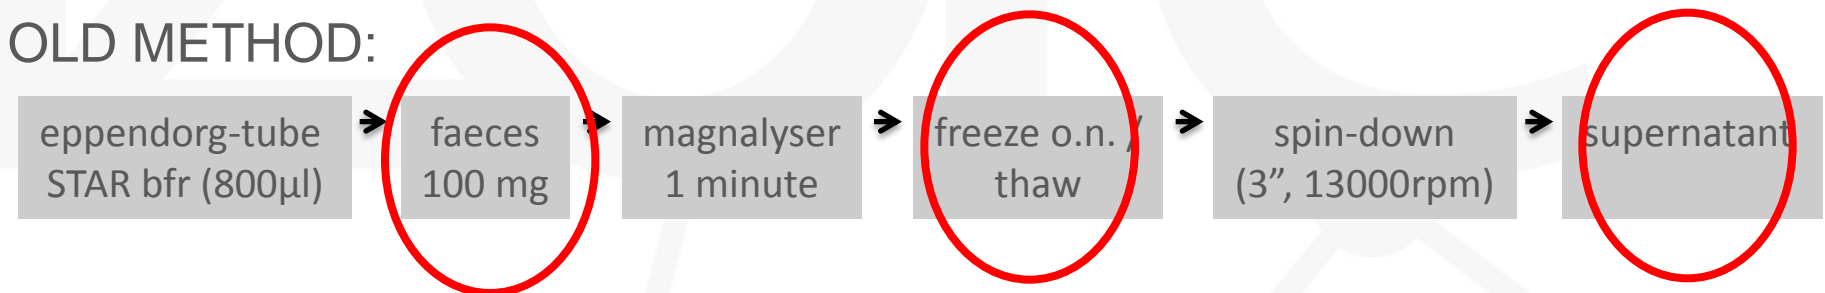 OLD METHOD:
eppendorg-tube
STAR bfr (800µl)
faeces
100 mg
magnalyser
1 minute
freeze o.n. /
thaw
spin-down
(3”, 13000rpm)
supernatant